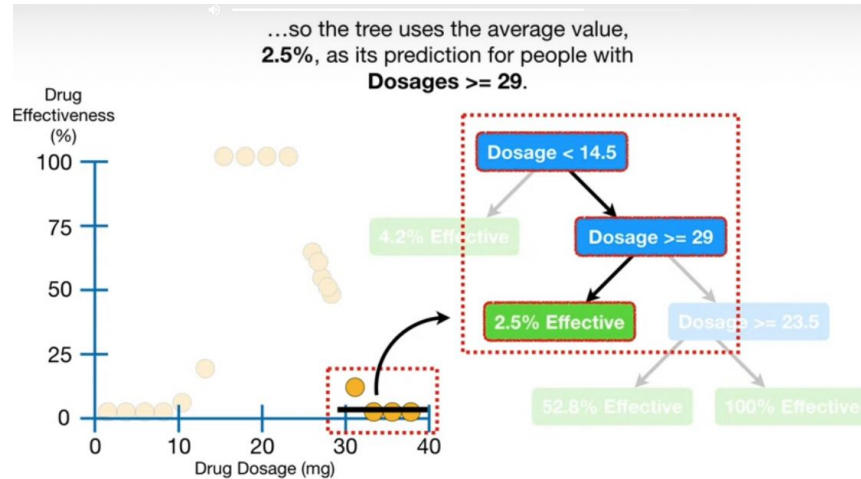 ...so the tree uses the average value,
2.5%, as its prediction for people with
Dosages >= 29.
Drug
Effectiveness
(%)
100
75
50
25
0
0 10 20 30 40
Drug Dosage (mg)
Dosage < 14.5
4.2% Effective
Dosage >= 29
2.5% Effective
Dosage >= 23.5
52.8% Effective
100% Effective